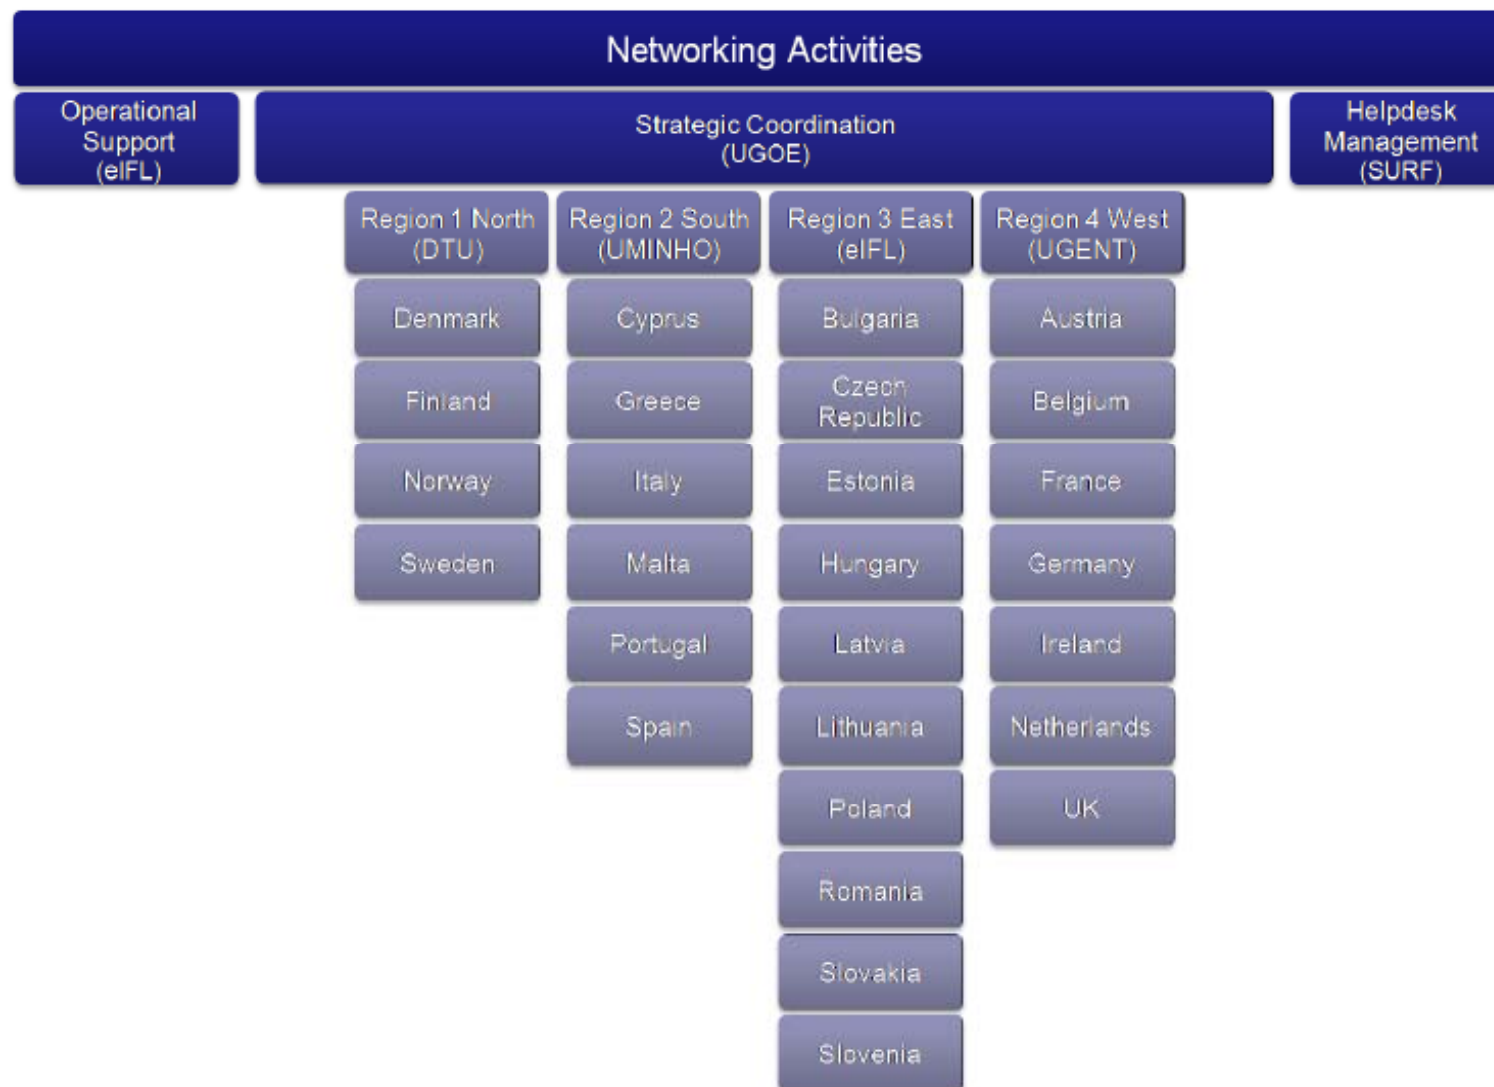 Networking Activities
Operational
Support
(eIFL)
Strategic Coordination
(UGOE)
Helpdesk
Management
(SURF)
Region 1 North
(DTU)
Region 2 South
(UMINHO)
Region 3 East
(eIFL)
Region 4 West
(UGENT)
Denmark
Finland
Norway
Sweden
Cyprus
Greece
Italy
Malta
Portugal
Spain
Bulgaria
Czech
Republic
Estonia
Hungary
Latvia
Lithuania
Poland
Romania
Slovakia
Slovenia
Austria
Belgium
France
Germany
Ireland
Netherlands
UK